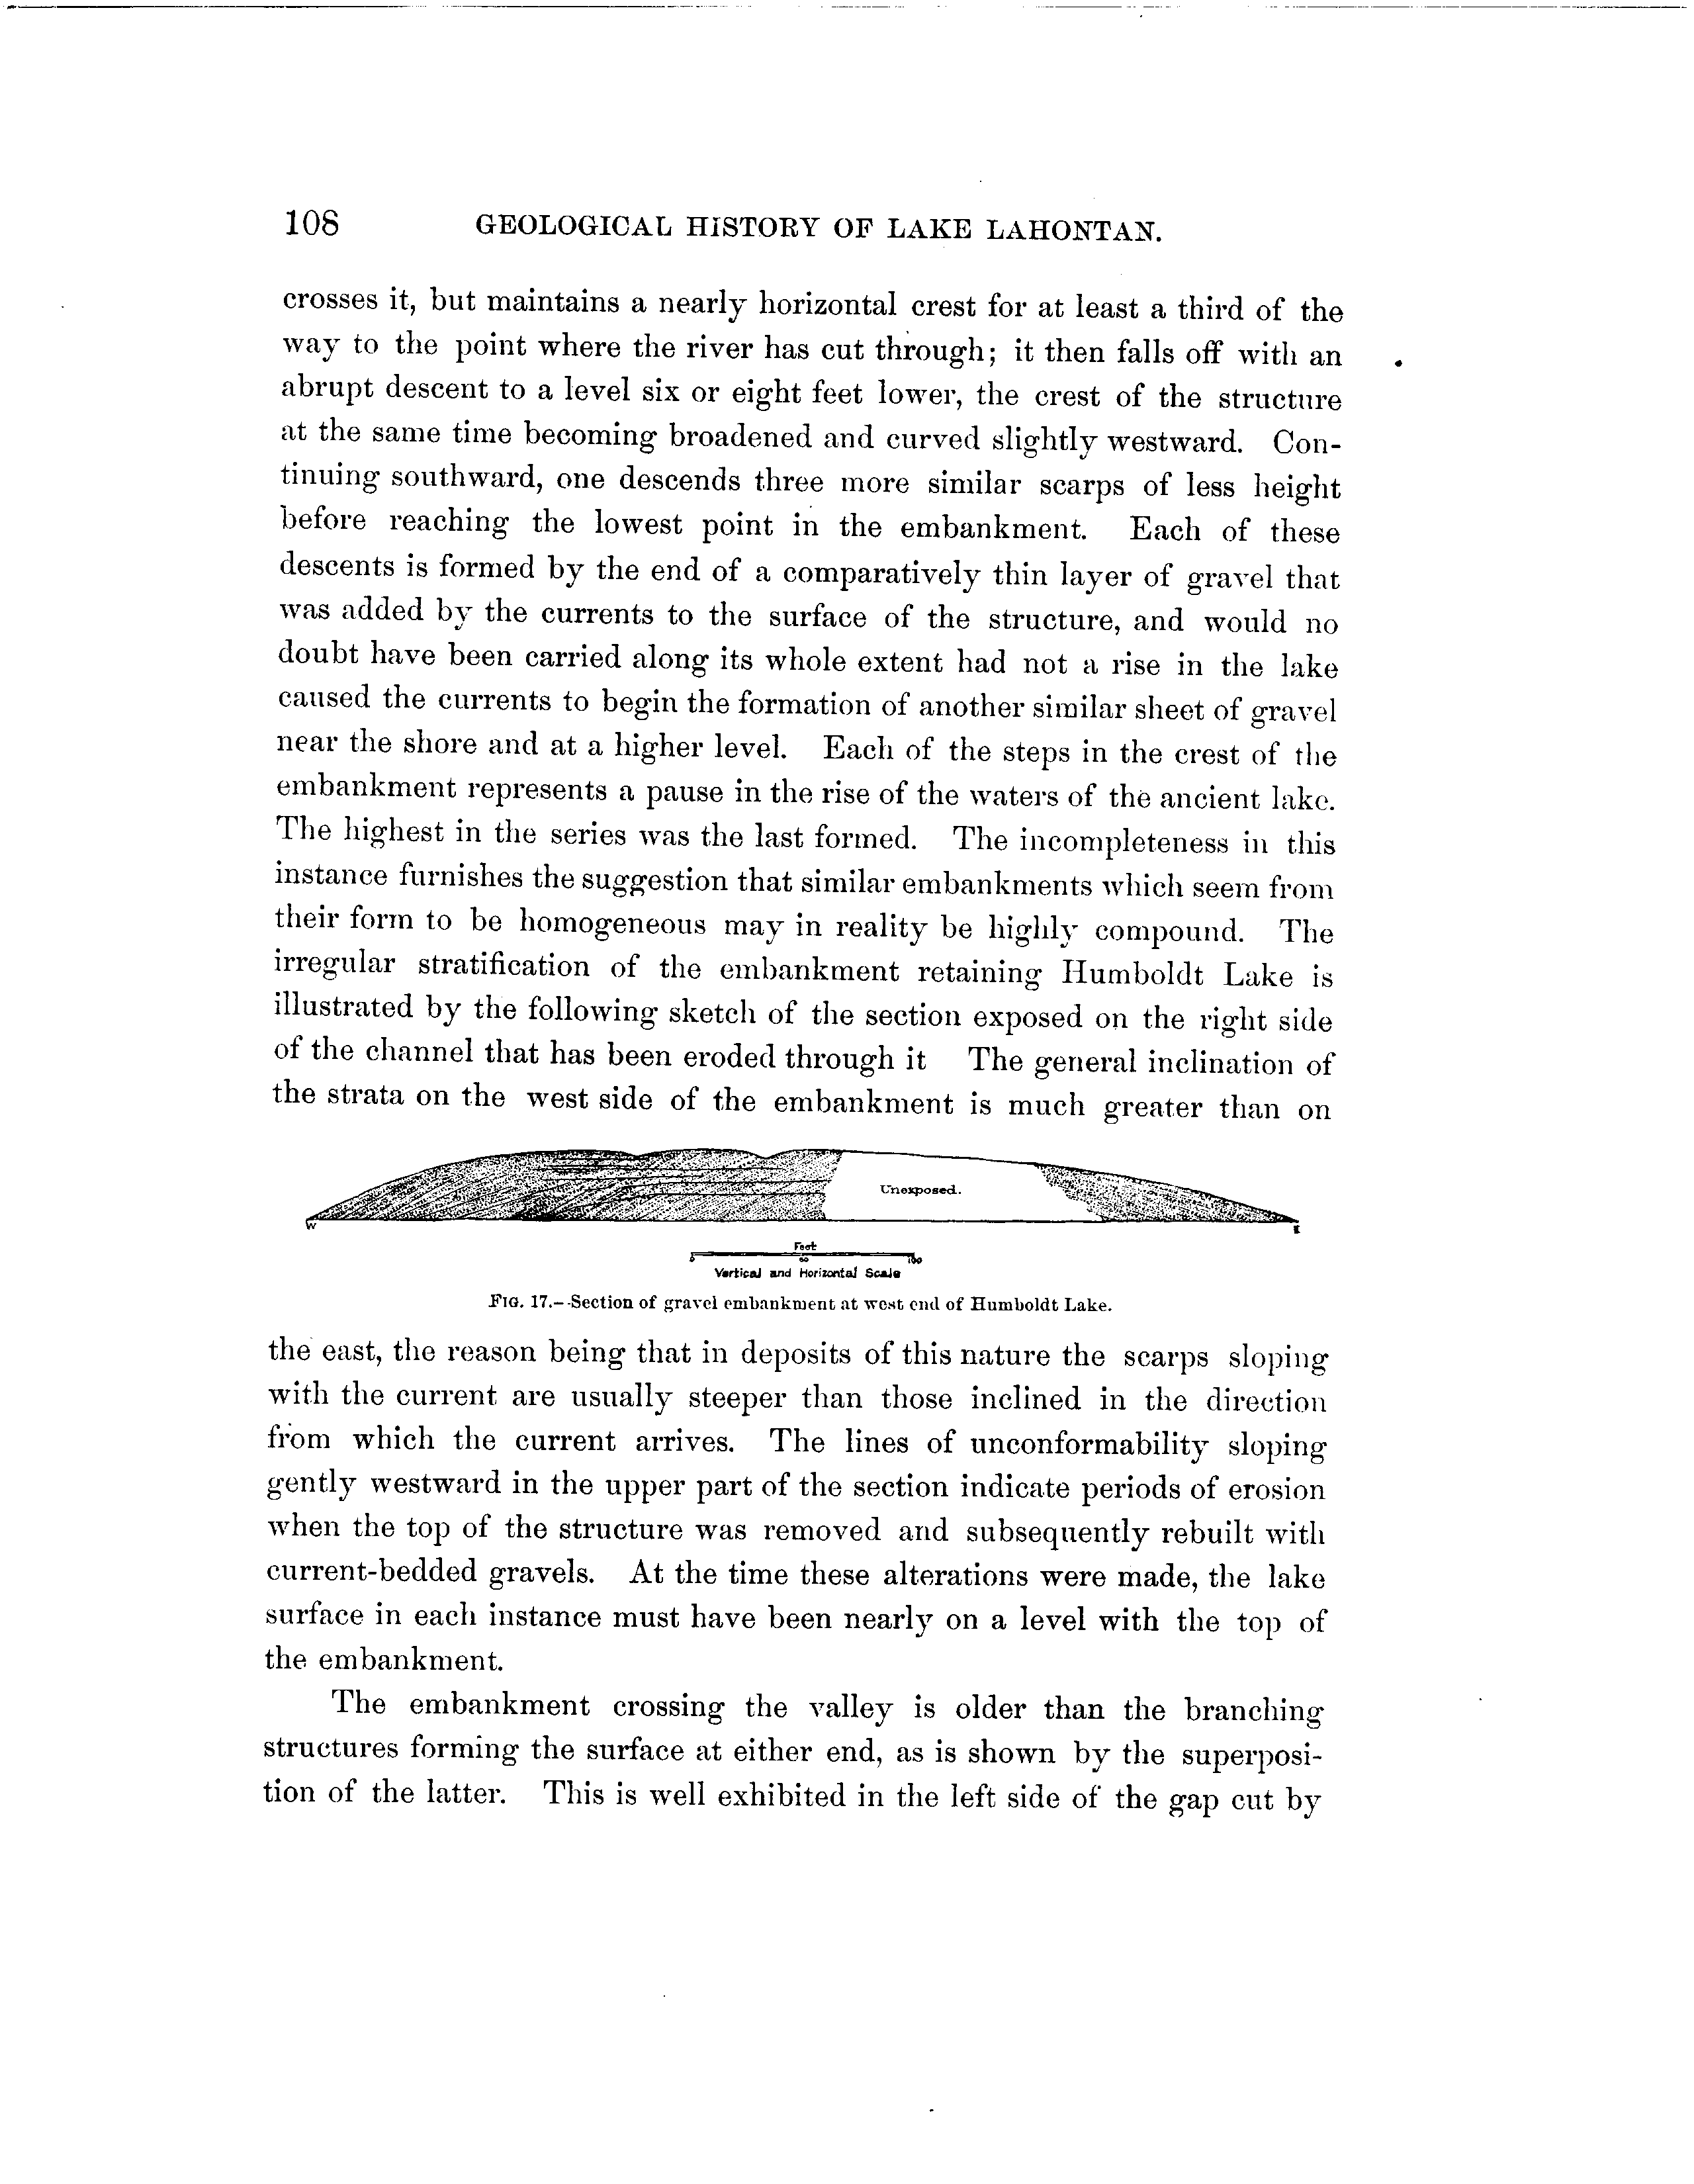 108 GEOLOGICAL HISTORY OF LAKE LAHONTAN.
crosses it, but maintains a nearly horizontal crest for at least a third of the
way to the point where the river has cut through; it then falls off with an
abrupt descent to a level six or eight feet lower, the crest of the structure
at the same time becoming broadened and curved slightly westward. Con-
tinuing southward, one descends three more similar scarps of less height
before reaching the lowest point in the embankment. Each of these
descents is formed by the end of a comparatively thin layer of gravel that
was added by the currents to the surface of the structure, and would no
doubt have been carried along its whole extent had not a rise in the lake
caused the currents to begin the formation of another similar sheet of gravel
near the shore and at a higher level. Each of the steps in the crest of the
embankment represents a pause in the rise of the waters of the ancient lake.
The highest in the series was the last formed. The incompleteness in this
instance furnishes the suggestion that similar embankments which seem from
their form to be homogeneous may in reality be highly compound. The
irregular stratification of the embankment retaining Humboldt Lake is
illustrated by the following sketch of the section exposed on the right side
of the channel that has been eroded through it The general inclination of
the strata on the west side of the embankment is much greater than on
Unexposed.
W E
Feet
0 50 100
Vertical and Horizontal Scale
FIG. 17.--Section of gravel embankment at west end of Humboldt Lake.
the east, the reason being that in deposits of this nature the scarps sloping
with the current are usually steeper than those inclined in the direction
from which the current arrives. The lines of unconformability sloping
gently westward in the upper part of the section indicate periods of erosion
when the top of the structure was removed and subsequently rebuilt with
current-bedded gravels. At the time these alterations were made, the lake
surface in each instance must have been nearly on a level with the top of
the embankment.
The embankment crossing the valley is older than the branching
structures forming the surface at either end, as is shown by the superposi-
tion of the latter. This is well exhibited in the left side of the gap cut by